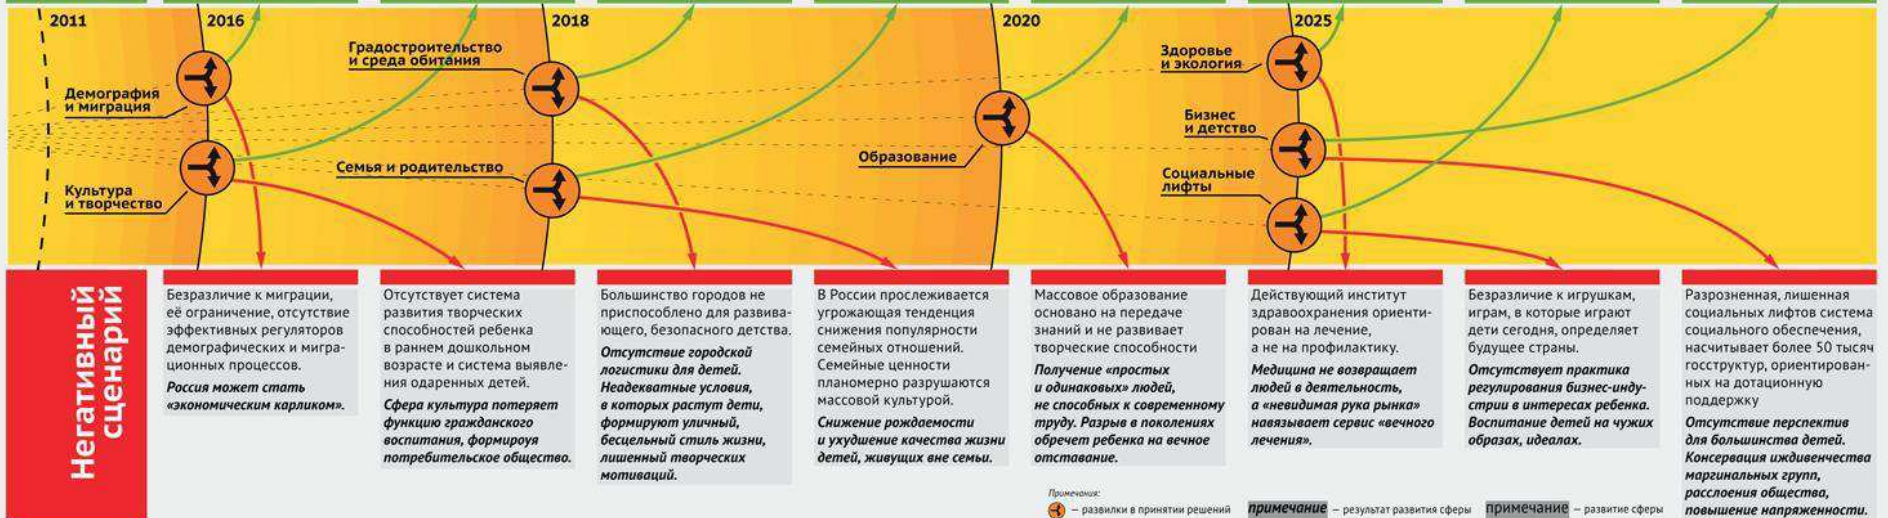 2011
2016
2018
2020
2025
Демография
и миграция
Культура
и творчество
Градостроительство
и среда обитания
Семья и родительство
Образование
Здоровье
и экология
Бизнес
и детство
Социальные
лифты
Негативный
сценарий
Безразличие к миграции,
её ограничение, отсутствие
эффективных регуляторов
демографических и мигра-
ционных процессов.
Россия может стать
«экономическим карликом».
Отсутствует система
развития творческих
способностей ребенка
в раннем дошкольном
возрасте и система выявле-
ния одаренных детей.
Сфера культура потеряет
функцию гражданского
воспитания, формируоя
потребительское общество.
Большинство городов не
приспособлено для развива-
ющего, безопасного детства.
Отсутствие городской
логистики для детей.
Неадекватные условия,
в которых растут дети,
формируют уличный,
бесцельный стиль жизни,
лишенный творческих
мотиваций.
В России прослеживается
угрожающая тенденция
снижения популярности
семейных отношений.
Семейные ценности
планомерно разрушаются
массовой культурой.
Снижение рождаемости
и ухудшение качества жизни
детей, живущих вне семьи.
Массовое образование
основано на передаче
знаний и не развивает
творческие способности
Получение «простых
и одинаковых» людей,
не способных к современному
труду. Разрыв в поколениях
обречет ребенка на вечное
отставание.
Действующий институт
здравоохранения ориенти-
рован на лечение,
а не на профилактику.
Медицина не возвращает
людей в деятельность,
а «невидимая рука рынка»
навязывает сервис «вечного
лечения».
Безразличие к игрушкам,
играм, в которые играют
дети сегодня, определяет
будущее страны.
Отсутствует практика
регулирования бизнес-инду-
стрии в интересах ребенка.
Воспитание детей на чужих
образах, идеалах.
Разрозненная, лишенная
социальных лифтов система
социального обеспечения,
насчитывает более 50 тысяч
госструктур, ориентирован-
ных на дотационную
поддержку
Отсутствие перспектив
для большинства детей.
Консервация иждивенчества
маргинальных групп,
расслоения общества,
повышение напряженности.
Примечания:
– развилки в принятии решений
примечание – результат развития сферы
примечание – развитие сферы